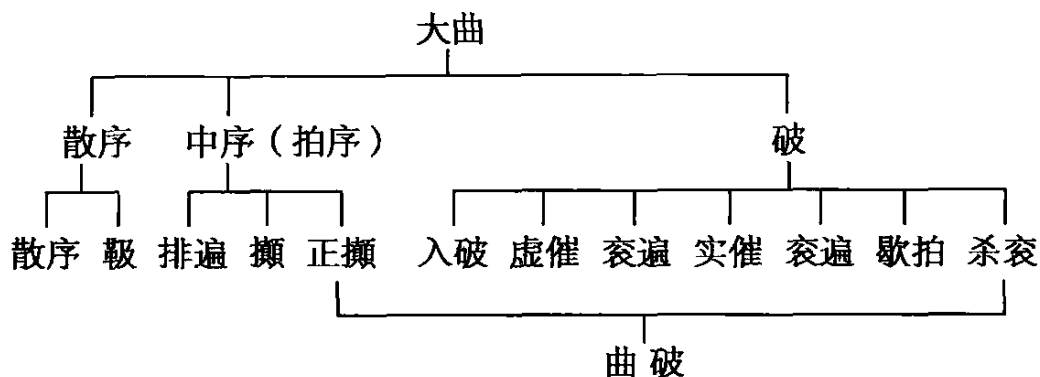 大曲
散序 中序（拍序） 破
散序 靸 排遍 攧 正攧 入破 虚催 衮遍 实催 衮遍 歇拍 杀衮
曲破